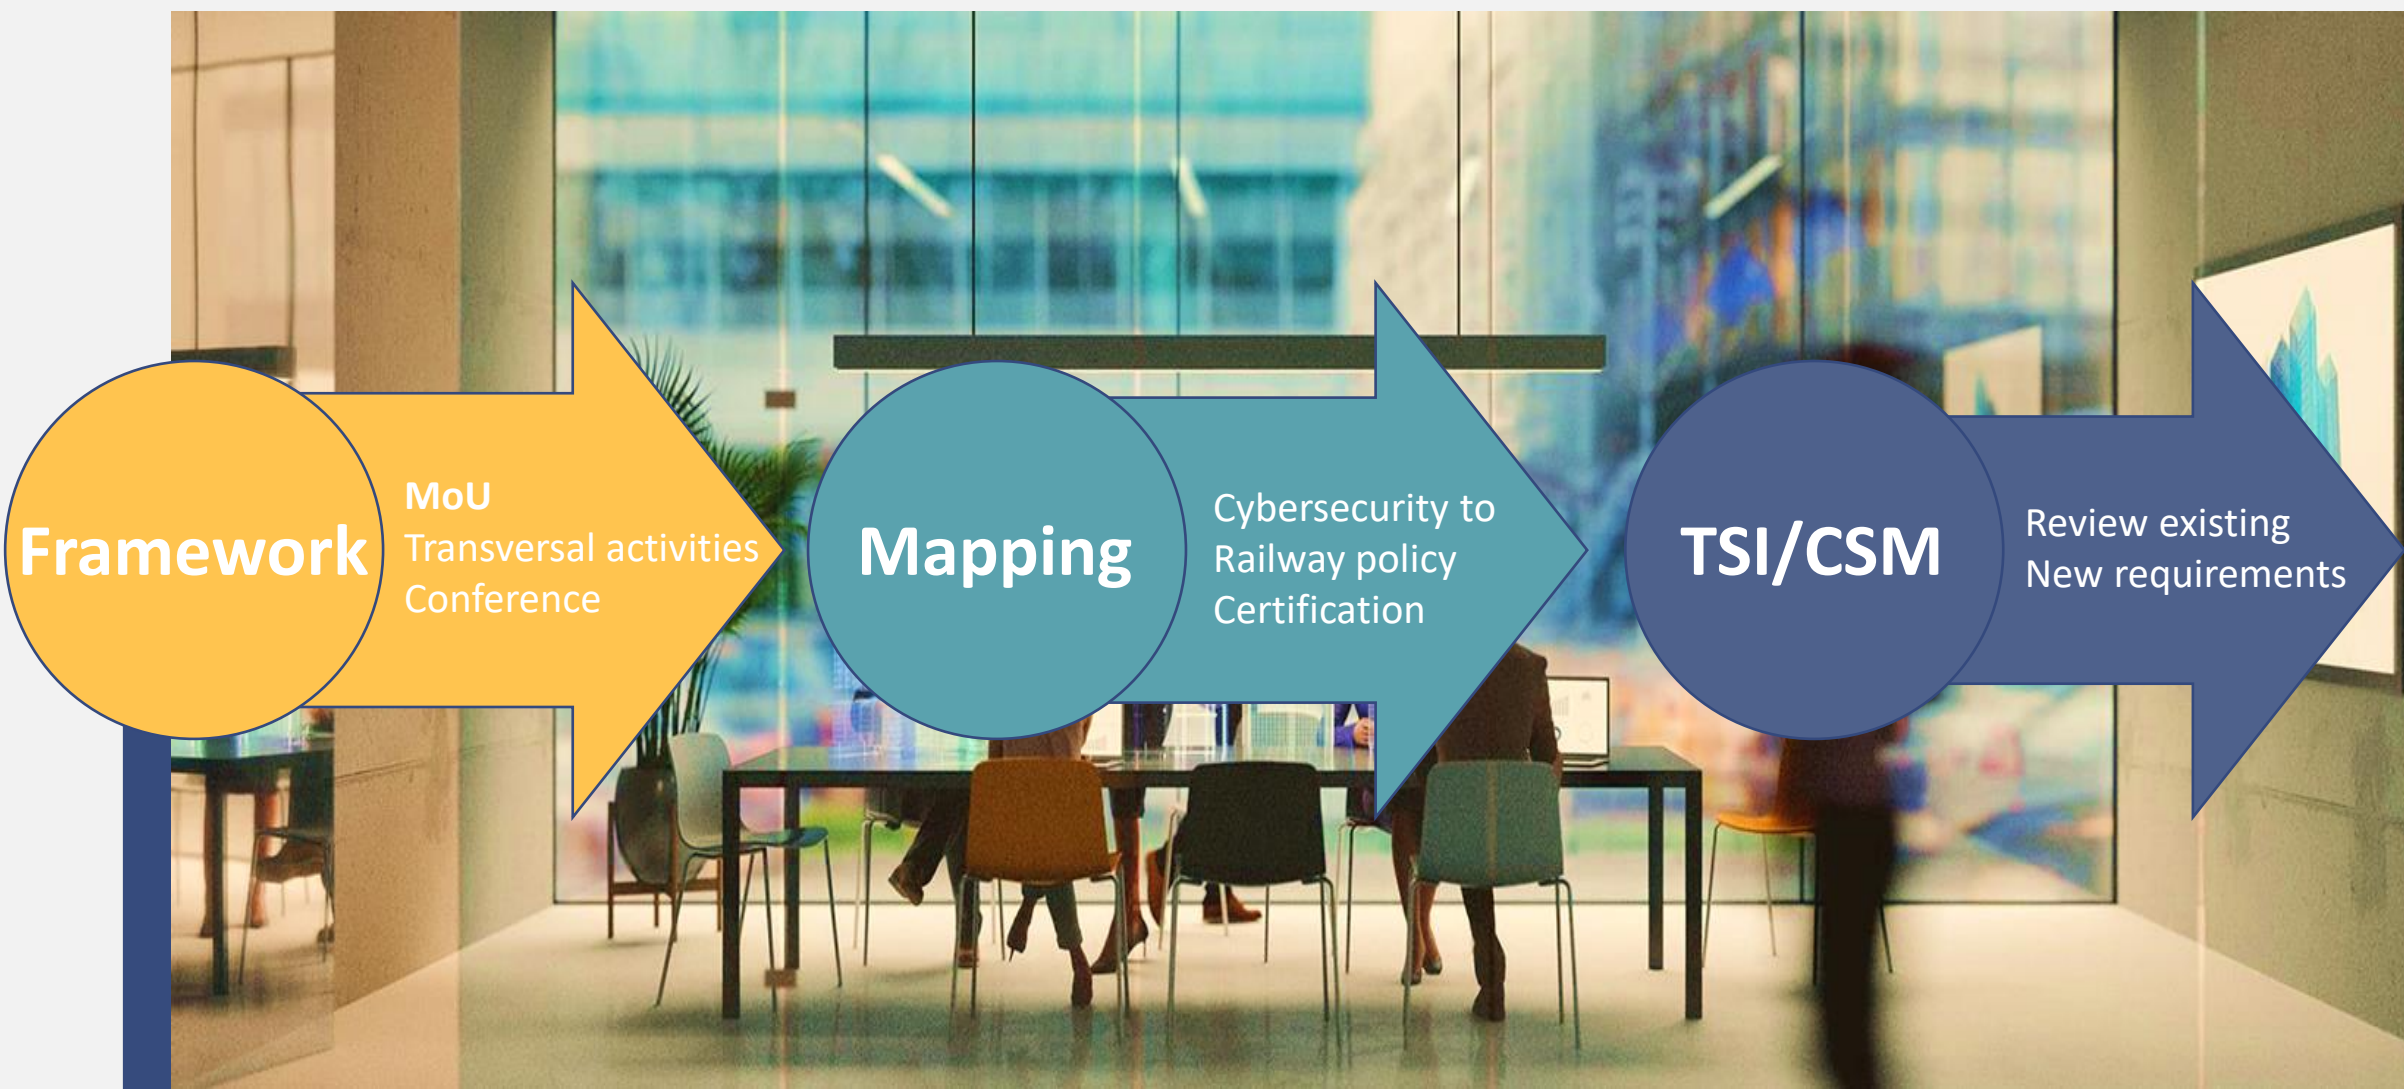 Framework
MoU
Transversal activities
Conference
Mapping
Cybersecurity to
Railway policy
Certification
TSI/CSM
Review existing
New requirements